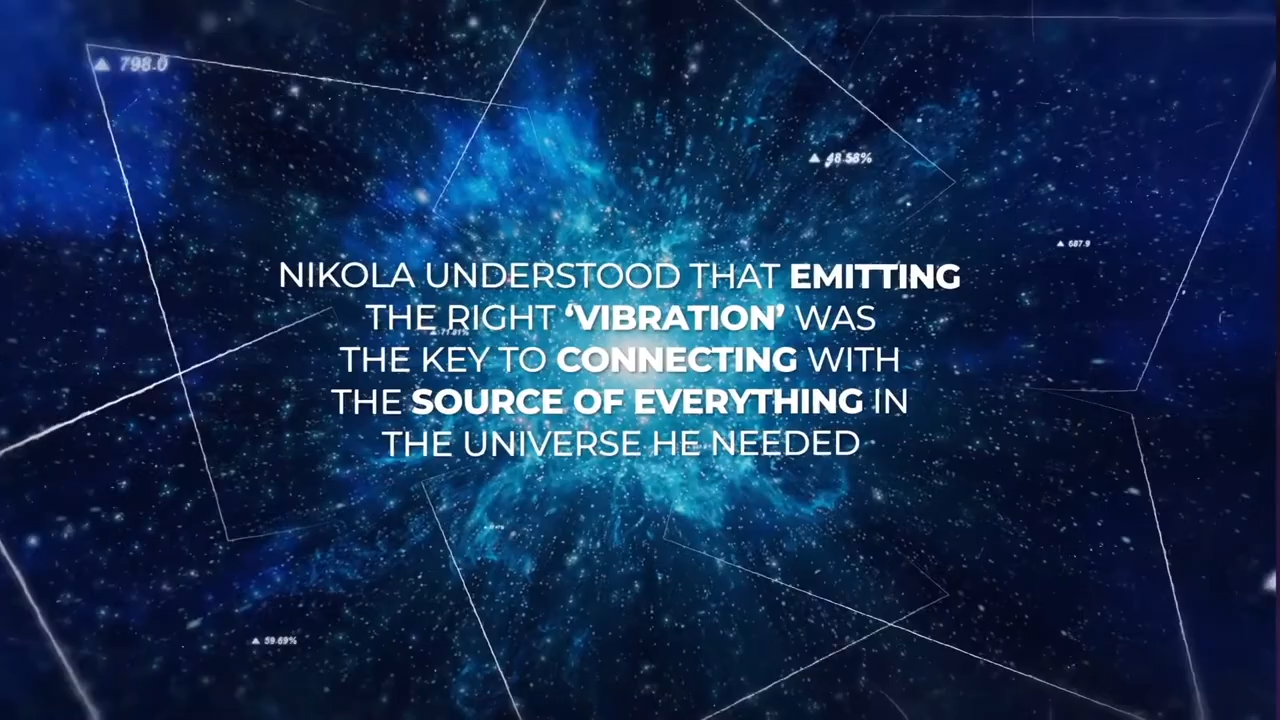 ▲ 798.0
▲ 48.58%
▲ 687.9
NIKOLA UNDERSTOOD THAT EMITTING
THE RIGHT ‘VIBRATION’ WAS
THE KEY TO CONNECTING WITH
THE SOURCE OF EVERYTHING IN
THE UNIVERSE HE NEEDED
▲ 59.69%